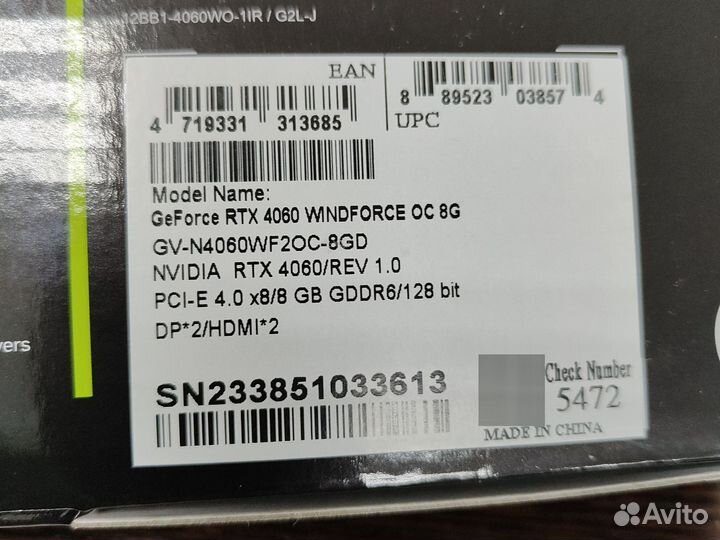 12BB1-4060WO-1IR / G2L-J
EAN
4 719331 313685
8 89523 03857 4
UPC
Model Name:
GeForce RTX 4060 WINDFORCE OC 8G
GV-N4060WF2OC-8GD
NVIDIA RTX 4060/REV 1.0
PCI-E 4.0 x8/8 GB GDDR6/128 bit
DP*2/HDMI*2
vers
SN233851033613
Check Number
5472
MADE IN CHINA
Avito